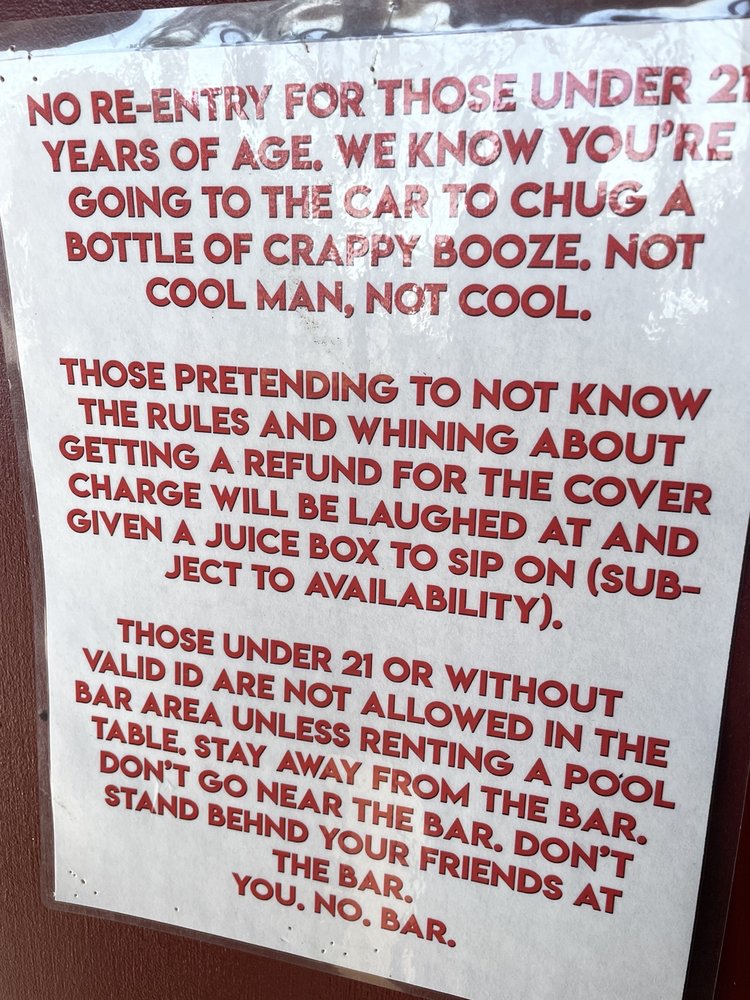 NO RE-ENTRY FOR THOSE UNDER 21
YEARS OF AGE. WE KNOW YOU'RE
GOING TO THE CAR TO CHUG A
BOTTLE OF CRAPPY BOOZE. NOT
COOL MAN, NOT COOL.
THOSE PRETENDING TO NOT KNOW
THE RULES AND WHINING ABOUT
GETTING A REFUND FOR THE COVER
CHARGE WILL BE LAUGHED AT AND
GIVEN A JUICE BOX TO SIP ON (SUB-
JECT TO AVAILABILITY).
THOSE UNDER 21 OR WITHOUT
VALID ID ARE NOT ALLOWED IN THE
BAR AREA UNLESS RENTING A POOL
TABLE. STAY AWAY FROM THE BAR.
DON'T GO NEAR THE BAR. DON'T
STAND BEHND YOUR FRIENDS AT
THE BAR.
YOU. NO. BAR.